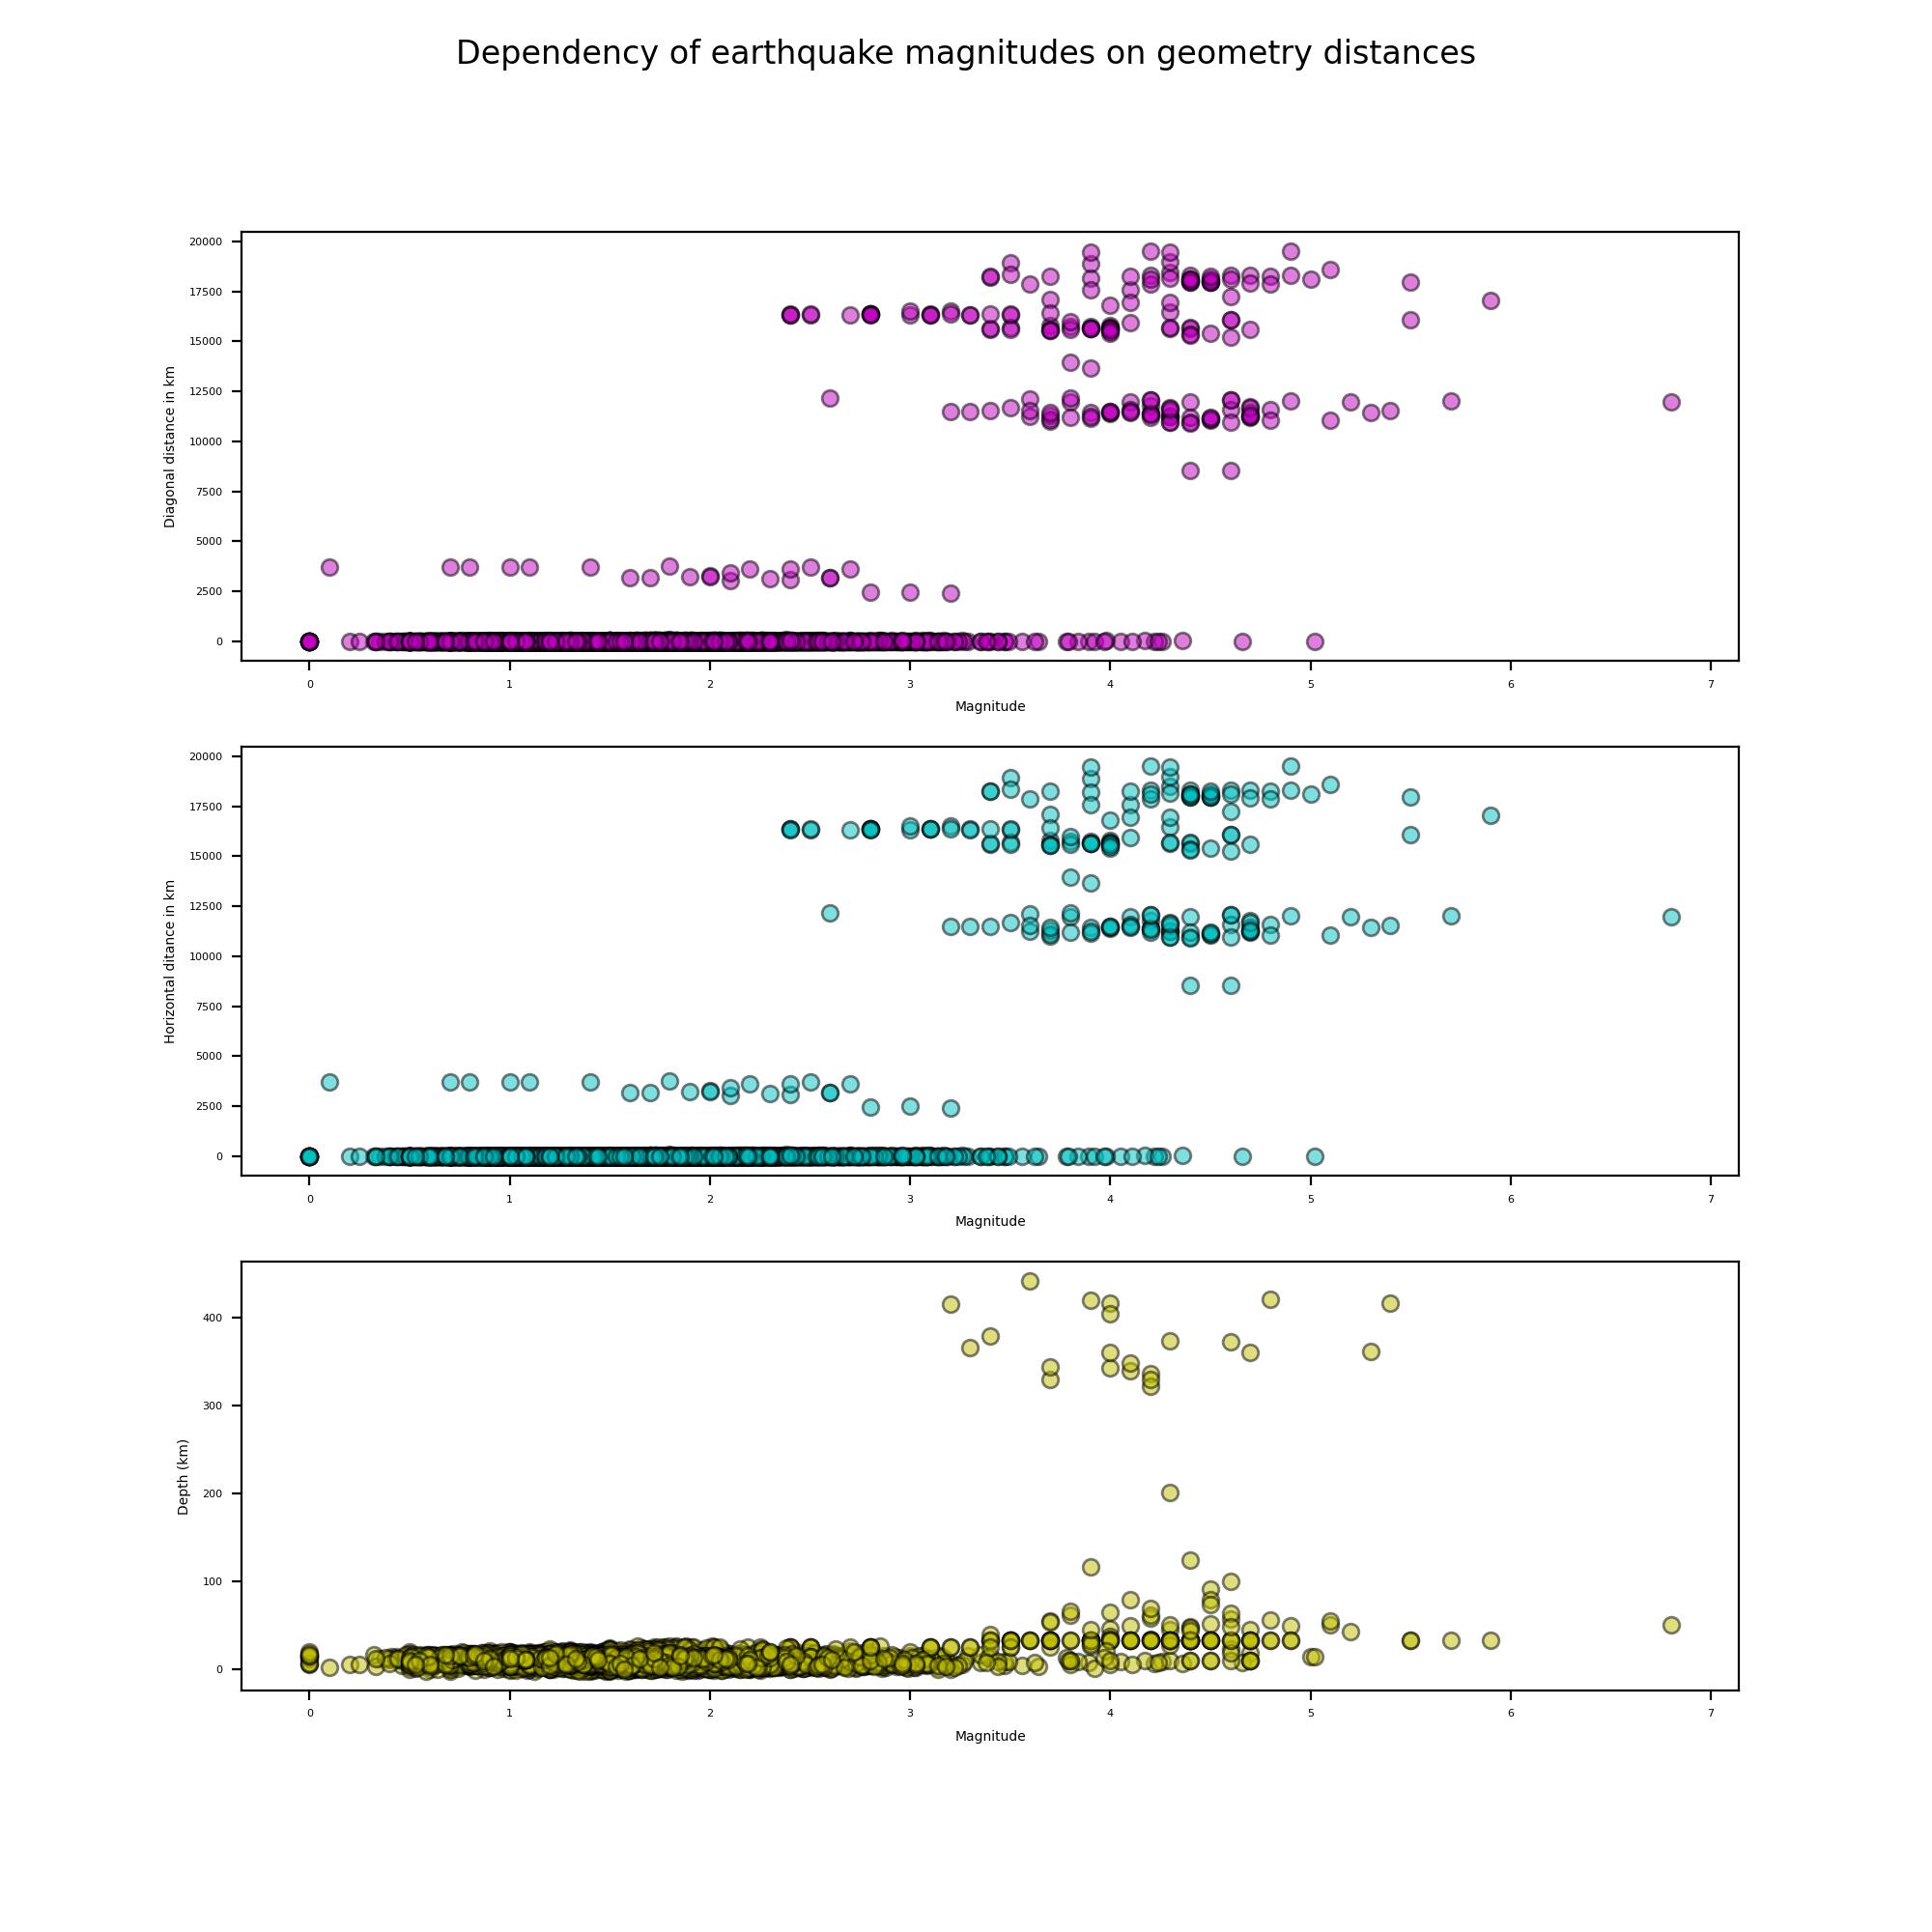 Dependency of earthquake magnitudes on geometry distances
20000
17500
15000
12500
10000
7500
5000
2500
0
Diagonal distance in km
0 1 2 3 4 5 6 7
Magnitude
20000
17500
15000
12500
10000
7500
5000
2500
0
Horizontal ditance in km
0 1 2 3 4 5 6 7
Magnitude
400
300
200
100
0
Depth (km)
0 1 2 3 4 5 6 7
Magnitude